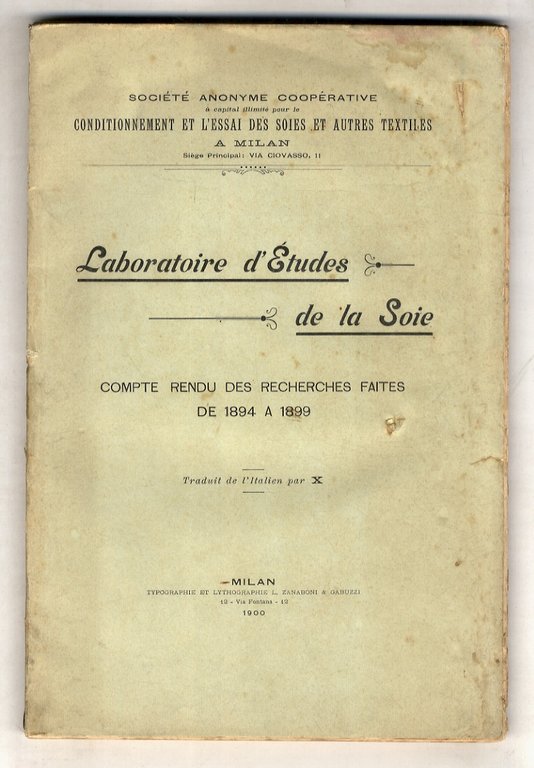 SOCIÉTÉ ANONYME COOPÉRATIVE
à capital illimité pour le
CONDITIONNEMENT ET L'ESSAI DES SOIES ET AUTRES TEXTILES
A MILAN
Siège Principal: VIA CIOVASSO, 11
Laboratoire d'Études
de la Soie
COMPTE RENDU DES RECHERCHES FAITES
DE 1894 A 1899
Traduit de l'Italien par X
MILAN
TYPOGRAPHIE ET LYTHOGRAPHIE L. ZANABONI & GABUZZI
12 - Via Fontana - 12
1900